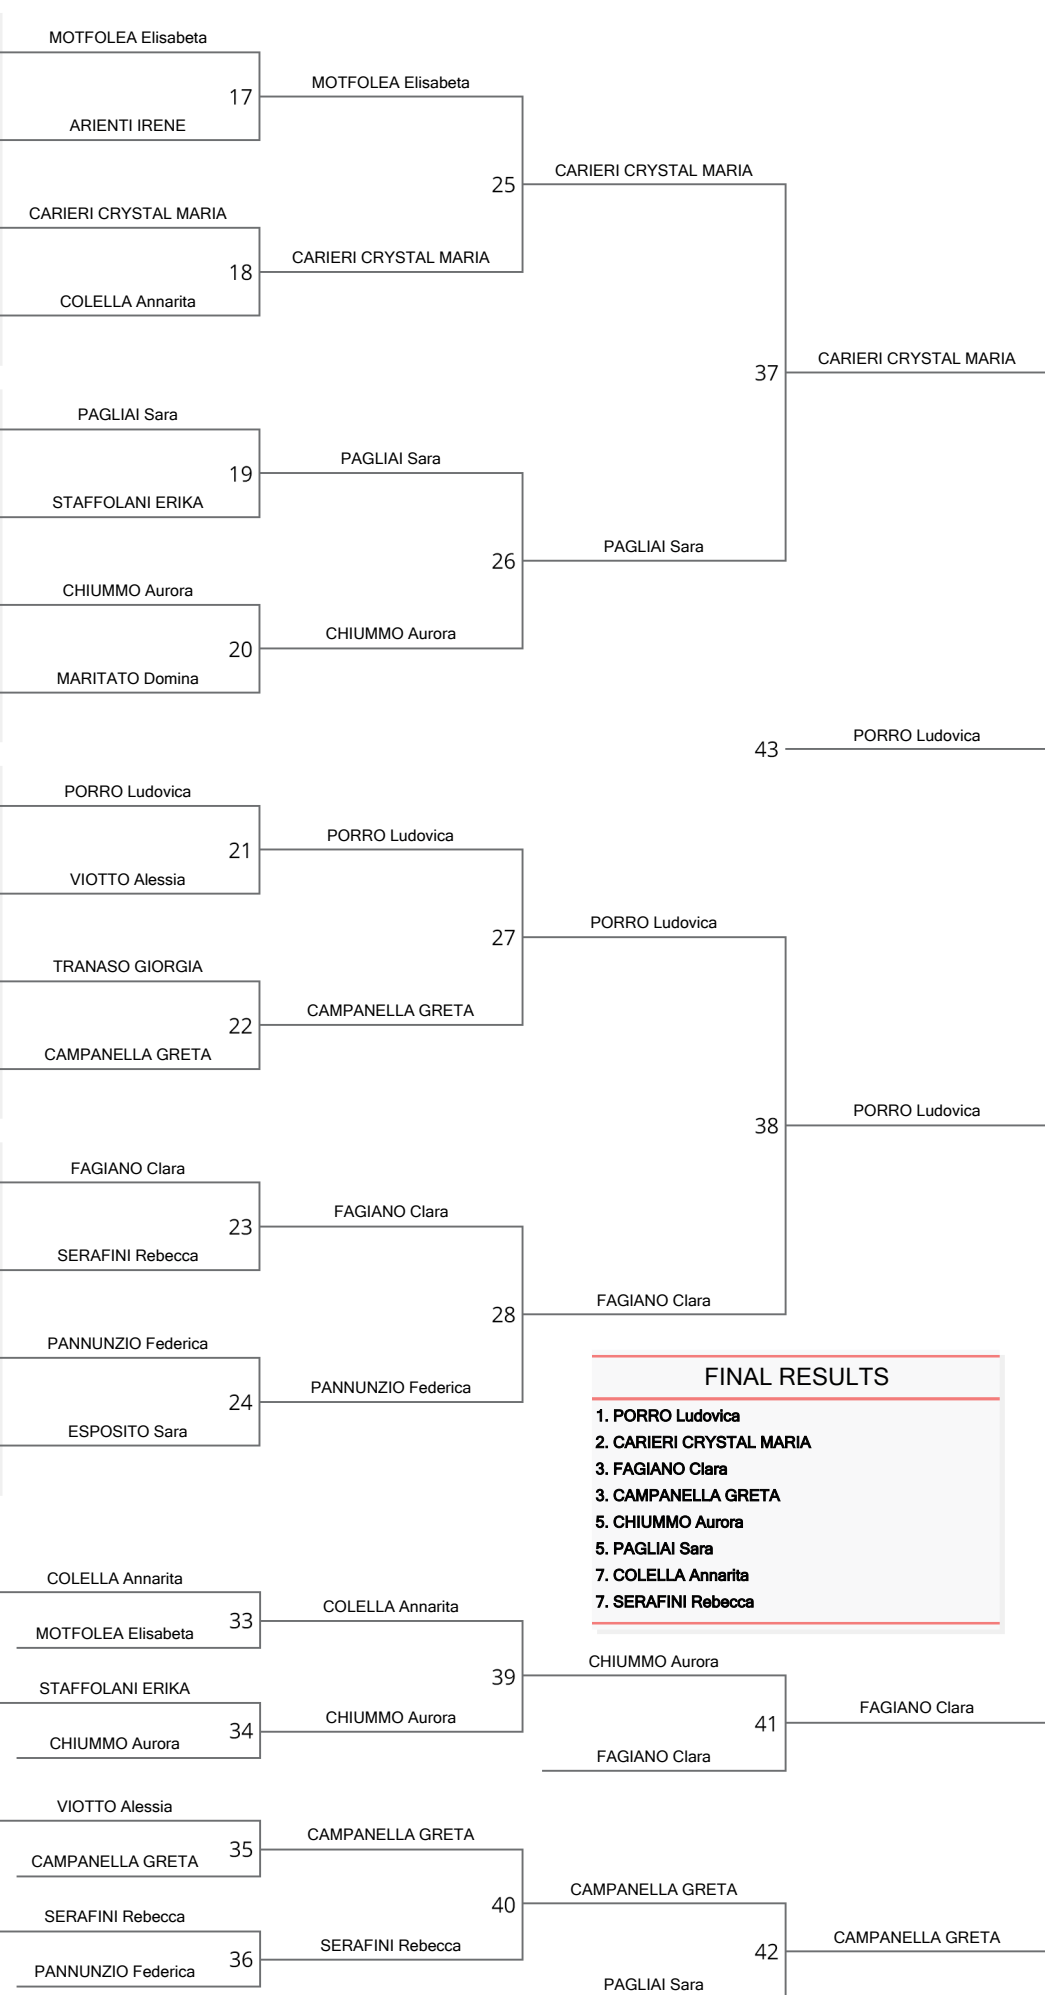 MOTFOLEA Elisabeta
17
MOTFOLEA Elisabeta
ARIENTI IRENE
25
CARIERI CRYSTAL MARIA
CARIERI CRYSTAL MARIA
18
CARIERI CRYSTAL MARIA
COLELLA Annarita
37
CARIERI CRYSTAL MARIA
PAGLIAI Sara
19
PAGLIAI Sara
STAFFOLANI ERIKA
26
PAGLIAI Sara
CHIUMMO Aurora
20
CHIUMMO Aurora
MARITATO Domina
43
PORRO Ludovica
PORRO Ludovica
21
PORRO Ludovica
VIOTTO Alessia
27
PORRO Ludovica
TRANASO GIORGIA
22
CAMPANELLA GRETA
CAMPANELLA GRETA
38
PORRO Ludovica
FAGIANO Clara
23
FAGIANO Clara
SERAFINI Rebecca
28
FAGIANO Clara
PANNUNZIO Federica
24
PANNUNZIO Federica
ESPOSITO Sara
FINAL RESULTS
1. PORRO Ludovica
2. CARIERI CRYSTAL MARIA
3. FAGIANO Clara
3. CAMPANELLA GRETA
5. CHIUMMO Aurora
5. PAGLIAI Sara
7. COLELLA Annarita
7. SERAFINI Rebecca
COLELLA Annarita
33
COLELLA Annarita
MOTFOLEA Elisabeta
39
CHIUMMO Aurora
STAFFOLANI ERIKA
34
CHIUMMO Aurora
CHIUMMO Aurora
41
FAGIANO Clara
FAGIANO Clara
VIOTTO Alessia
35
CAMPANELLA GRETA
CAMPANELLA GRETA
40
CAMPANELLA GRETA
SERAFINI Rebecca
36
SERAFINI Rebecca
PANNUNZIO Federica
42
CAMPANELLA GRETA
PAGLIAI Sara